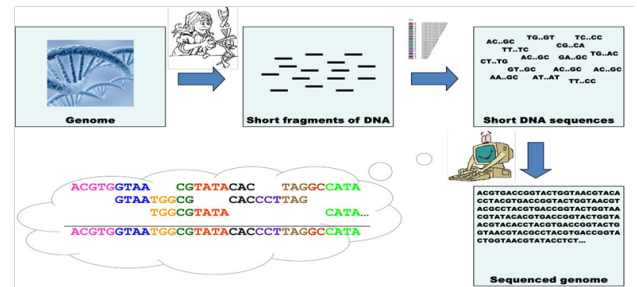 Genome
Short fragments of DNA
AC..GC
TG..GT
TC..CC
CG..CA
TT..TC
TG..AC
AC..GC
GA..GC
CT..TG
GT..GC
AC..GC
AC..GC
AA..GC
AT..AT
TT..CC
Short DNA sequences
ACGTGGTAA CGTATACAC TAGGCCATA
GTAATGGCG CACCCTTAG
TGGCGTATA CATA...
ACGTGGTAATGGCGTATACACCCTTAGGCCATA
ACGTGACCGGTACTGGTAACGTACA
CCTACGTGACCGGTACTGGTAACGT
ACGCCTACGTGACCGGTACTGGTAA
CGTATACACGTGACCGGTACTGGTA
ACGTACACCTACGTGACCGGTACTG
GTAACGTACGCCTACGTGACCGGTA
CTGGTAACGTATACCTCT...
Sequenced genome